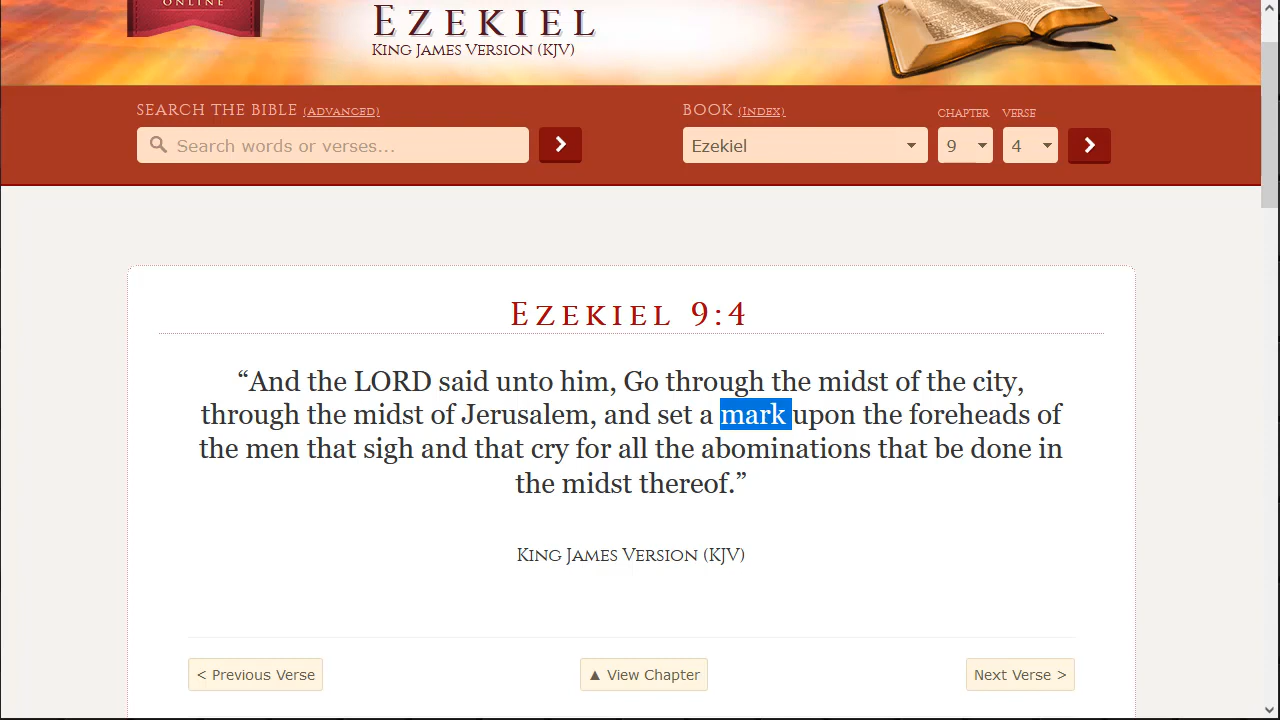 ONLINE
EZEKIEL
KING JAMES VERSION (KJV)
SEARCH THE BIBLE (ADVANCED)
BOOK (INDEX)
CHAPTER
VERSE
Search words or verses...
Ezekiel
9
4
EZEKIEL 9:4
“And the LORD said unto him, Go through the midst of the city,
through the midst of Jerusalem, and set a mark upon the foreheads of
the men that sigh and that cry for all the abominations that be done in
the midst thereof.”
KING JAMES VERSION (KJV)
< Previous Verse
▲ View Chapter
Next Verse >